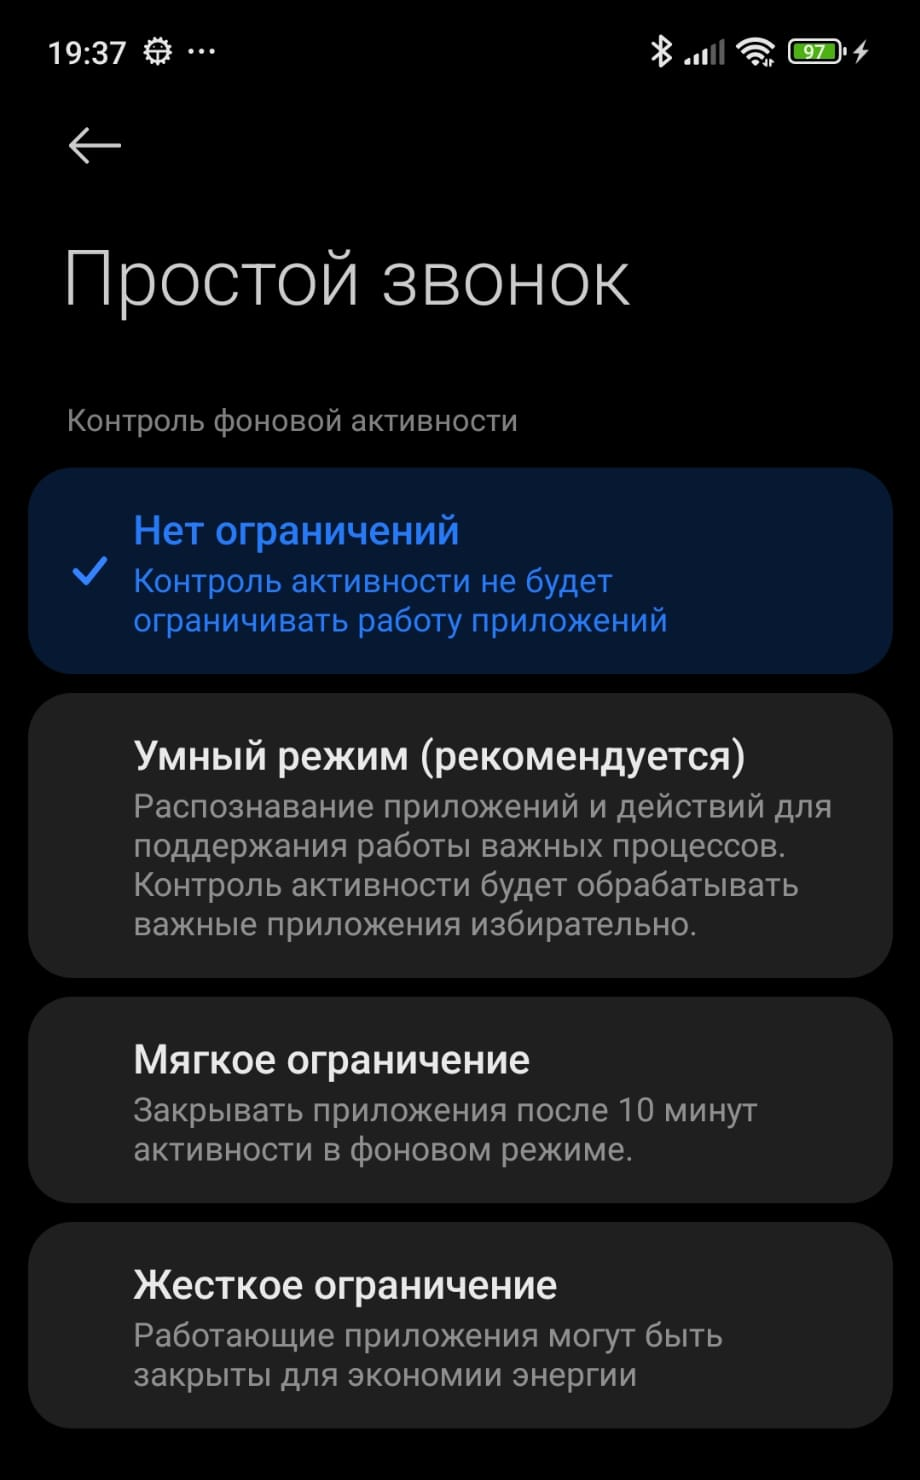 19:37
97
Простой звонок
Контроль фоновой активности
Нет ограничений
Контроль активности не будет
ограничивать работу приложений
Умный режим (рекомендуется)
Распознавание приложений и действий для
поддержания работы важных процессов.
Контроль активности будет обрабатывать
важные приложения избирательно.
Мягкое ограничение
Закрывать приложения после 10 минут
активности в фоновом режиме.
Жесткое ограничение
Работающие приложения могут быть
закрыты для экономии энергии